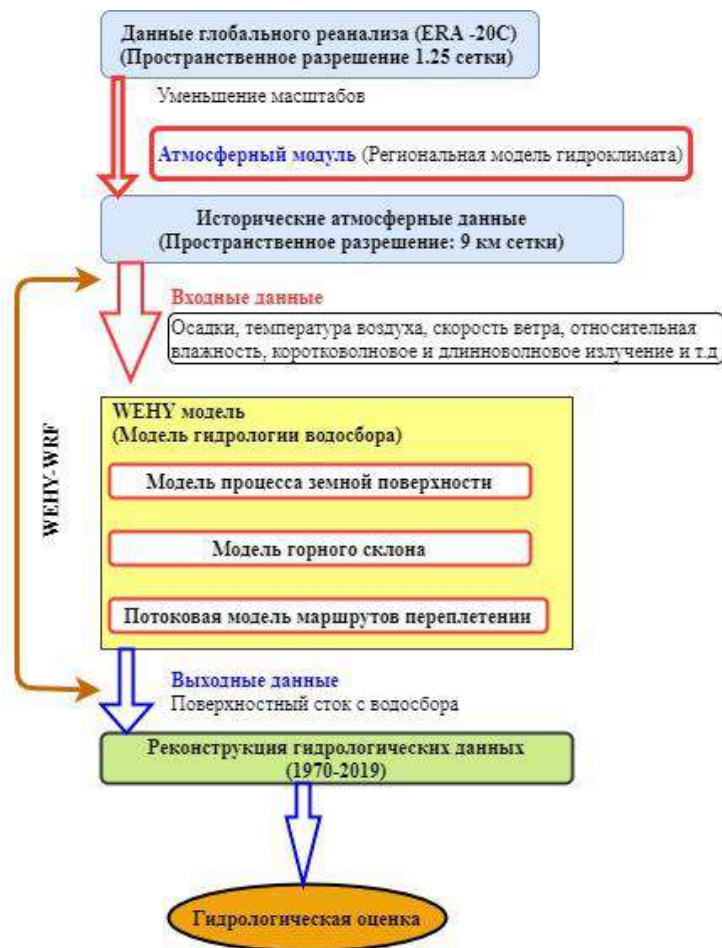 Данные глобального реанализа (ERA -20C)
(Пространственное разрешение 1.25 сетки)
Уменьшение масштабов
Атмосферный модуль (Региональная модель гидроклимата)
Исторические атмосферные данные
(Пространственное разрешение: 9 км сетки)
Входные данные
Осадки, температура воздуха, скорость ветра, относительная
влажность, коротковолновое и длинноволновое излучение и т.д
WEHY-WRF
WEHY модель
(Модель гидрологии водосбора)
Модель процесса земной поверхности
Модель горного склона
Потоковая модель маршрутов переплетении
Выходные данные
Поверхностный сток с водосбора
Реконструкция гидрологических данных
(1970-2019)
Гидрологическая оценка